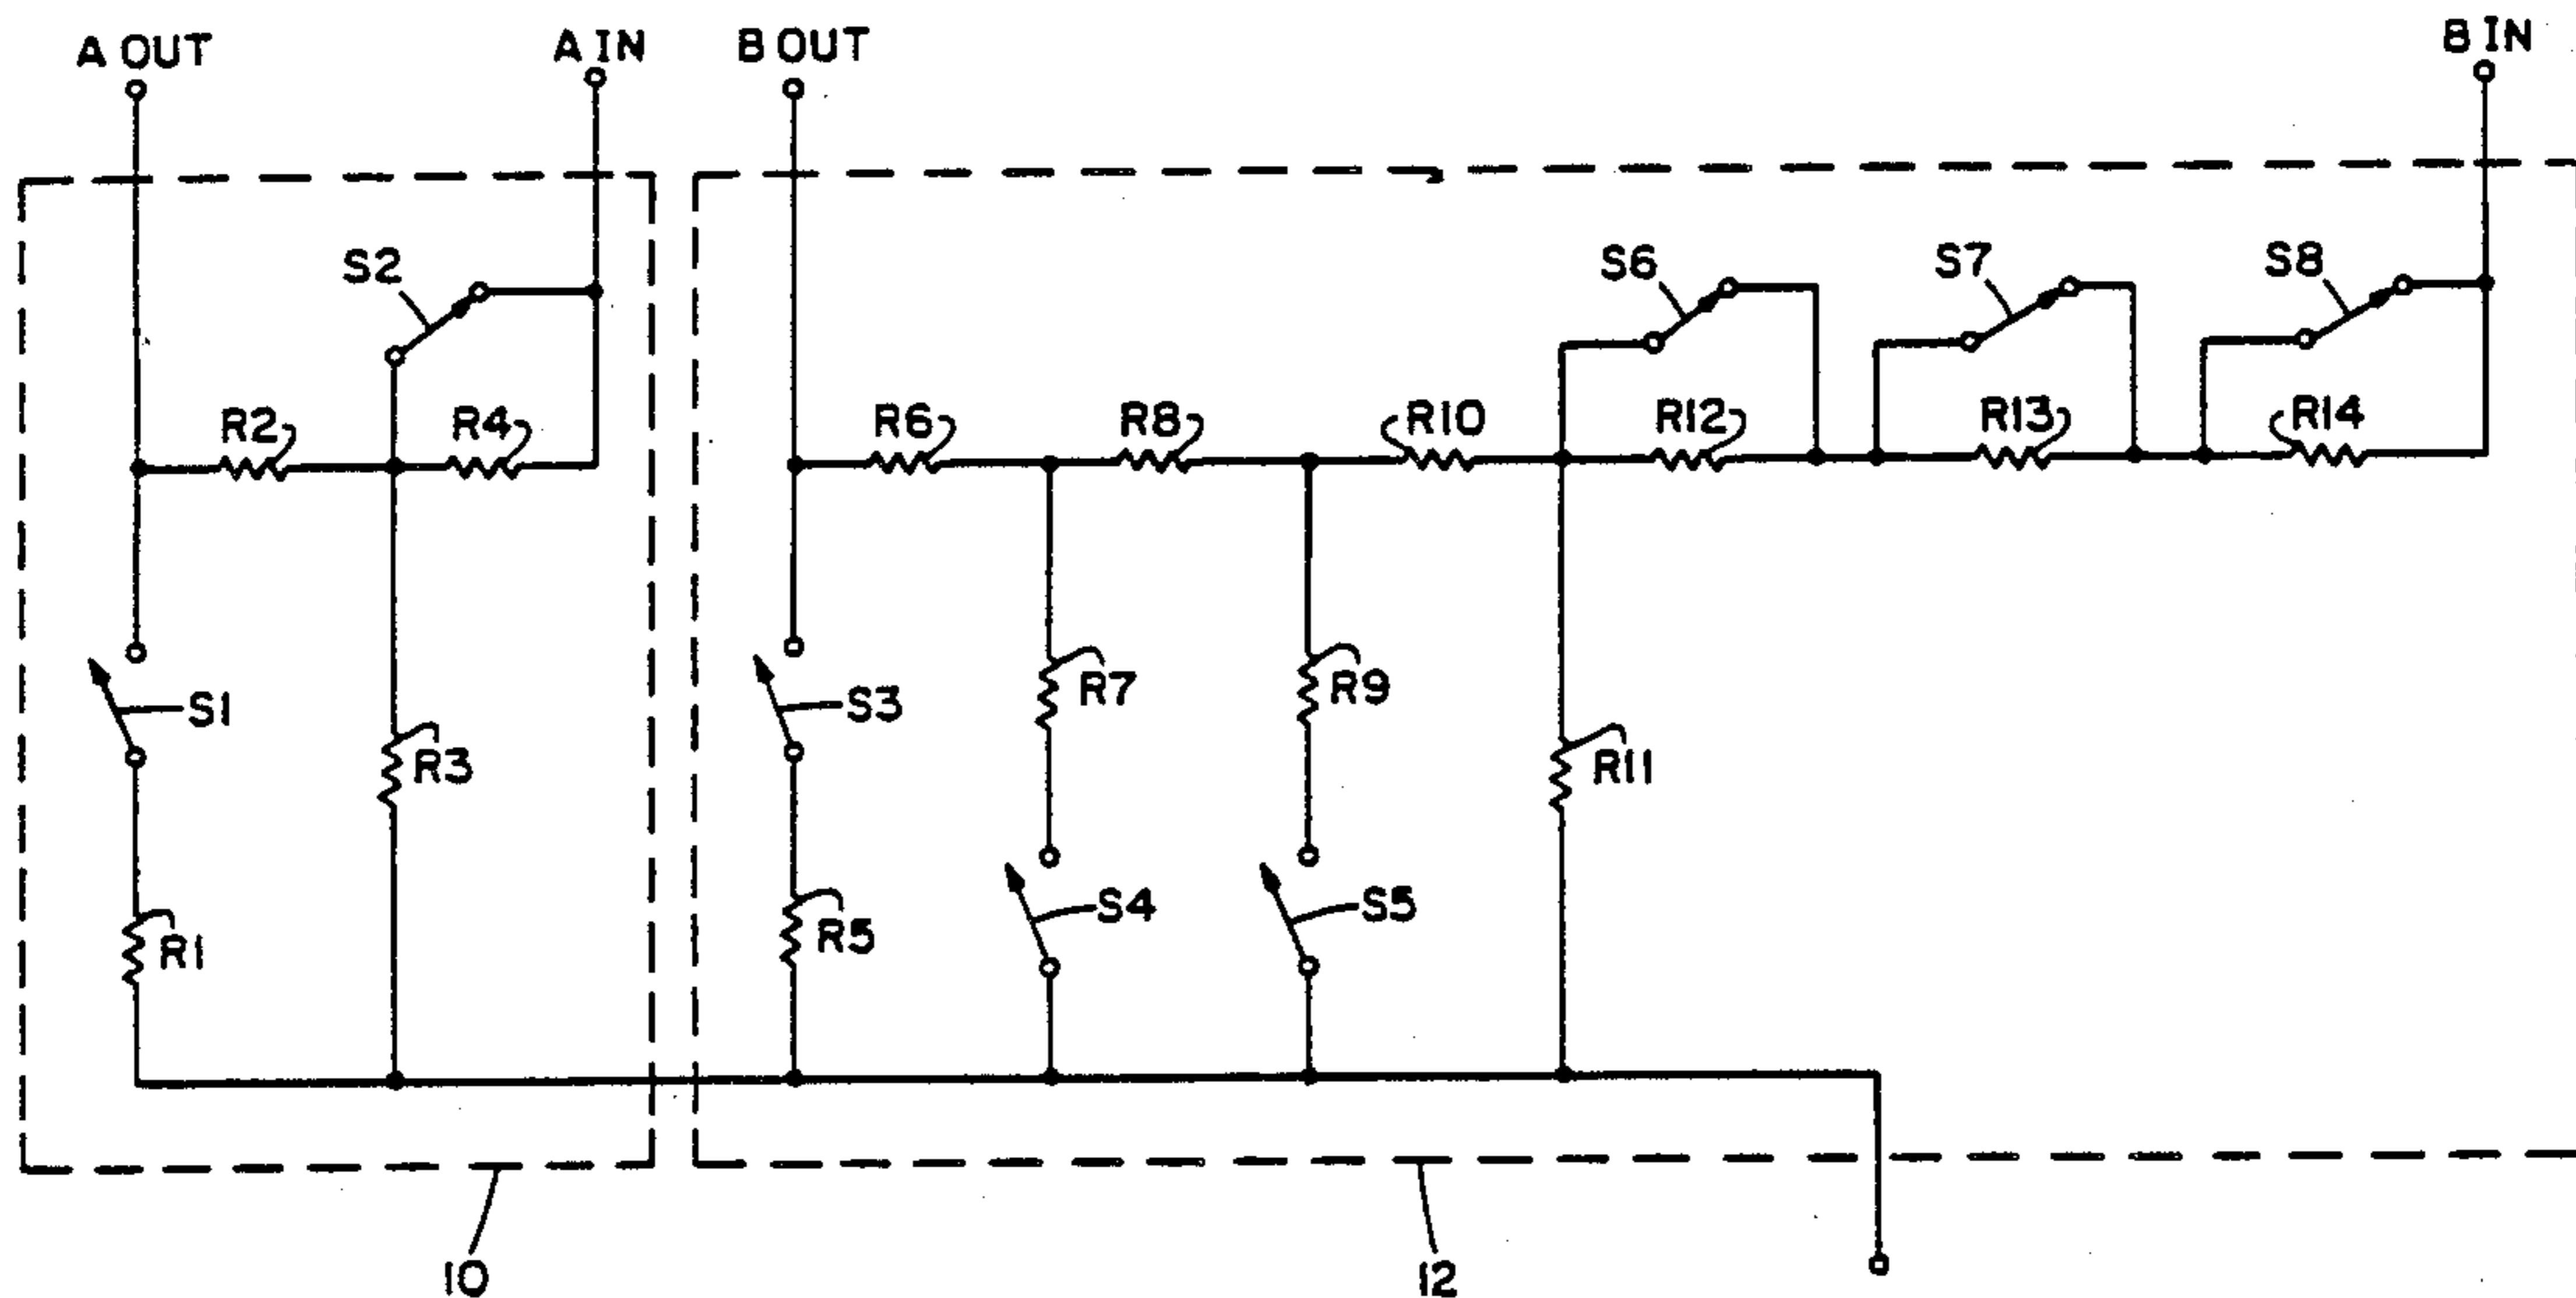 A OUT
A IN
B OUT
B IN
S2
S6
S7
S8
R2
R4
R6
R8
R10
R12
R13
R14
S1
R3
S3
R7
R9
R11
R1
R5
S4
S5
10
12